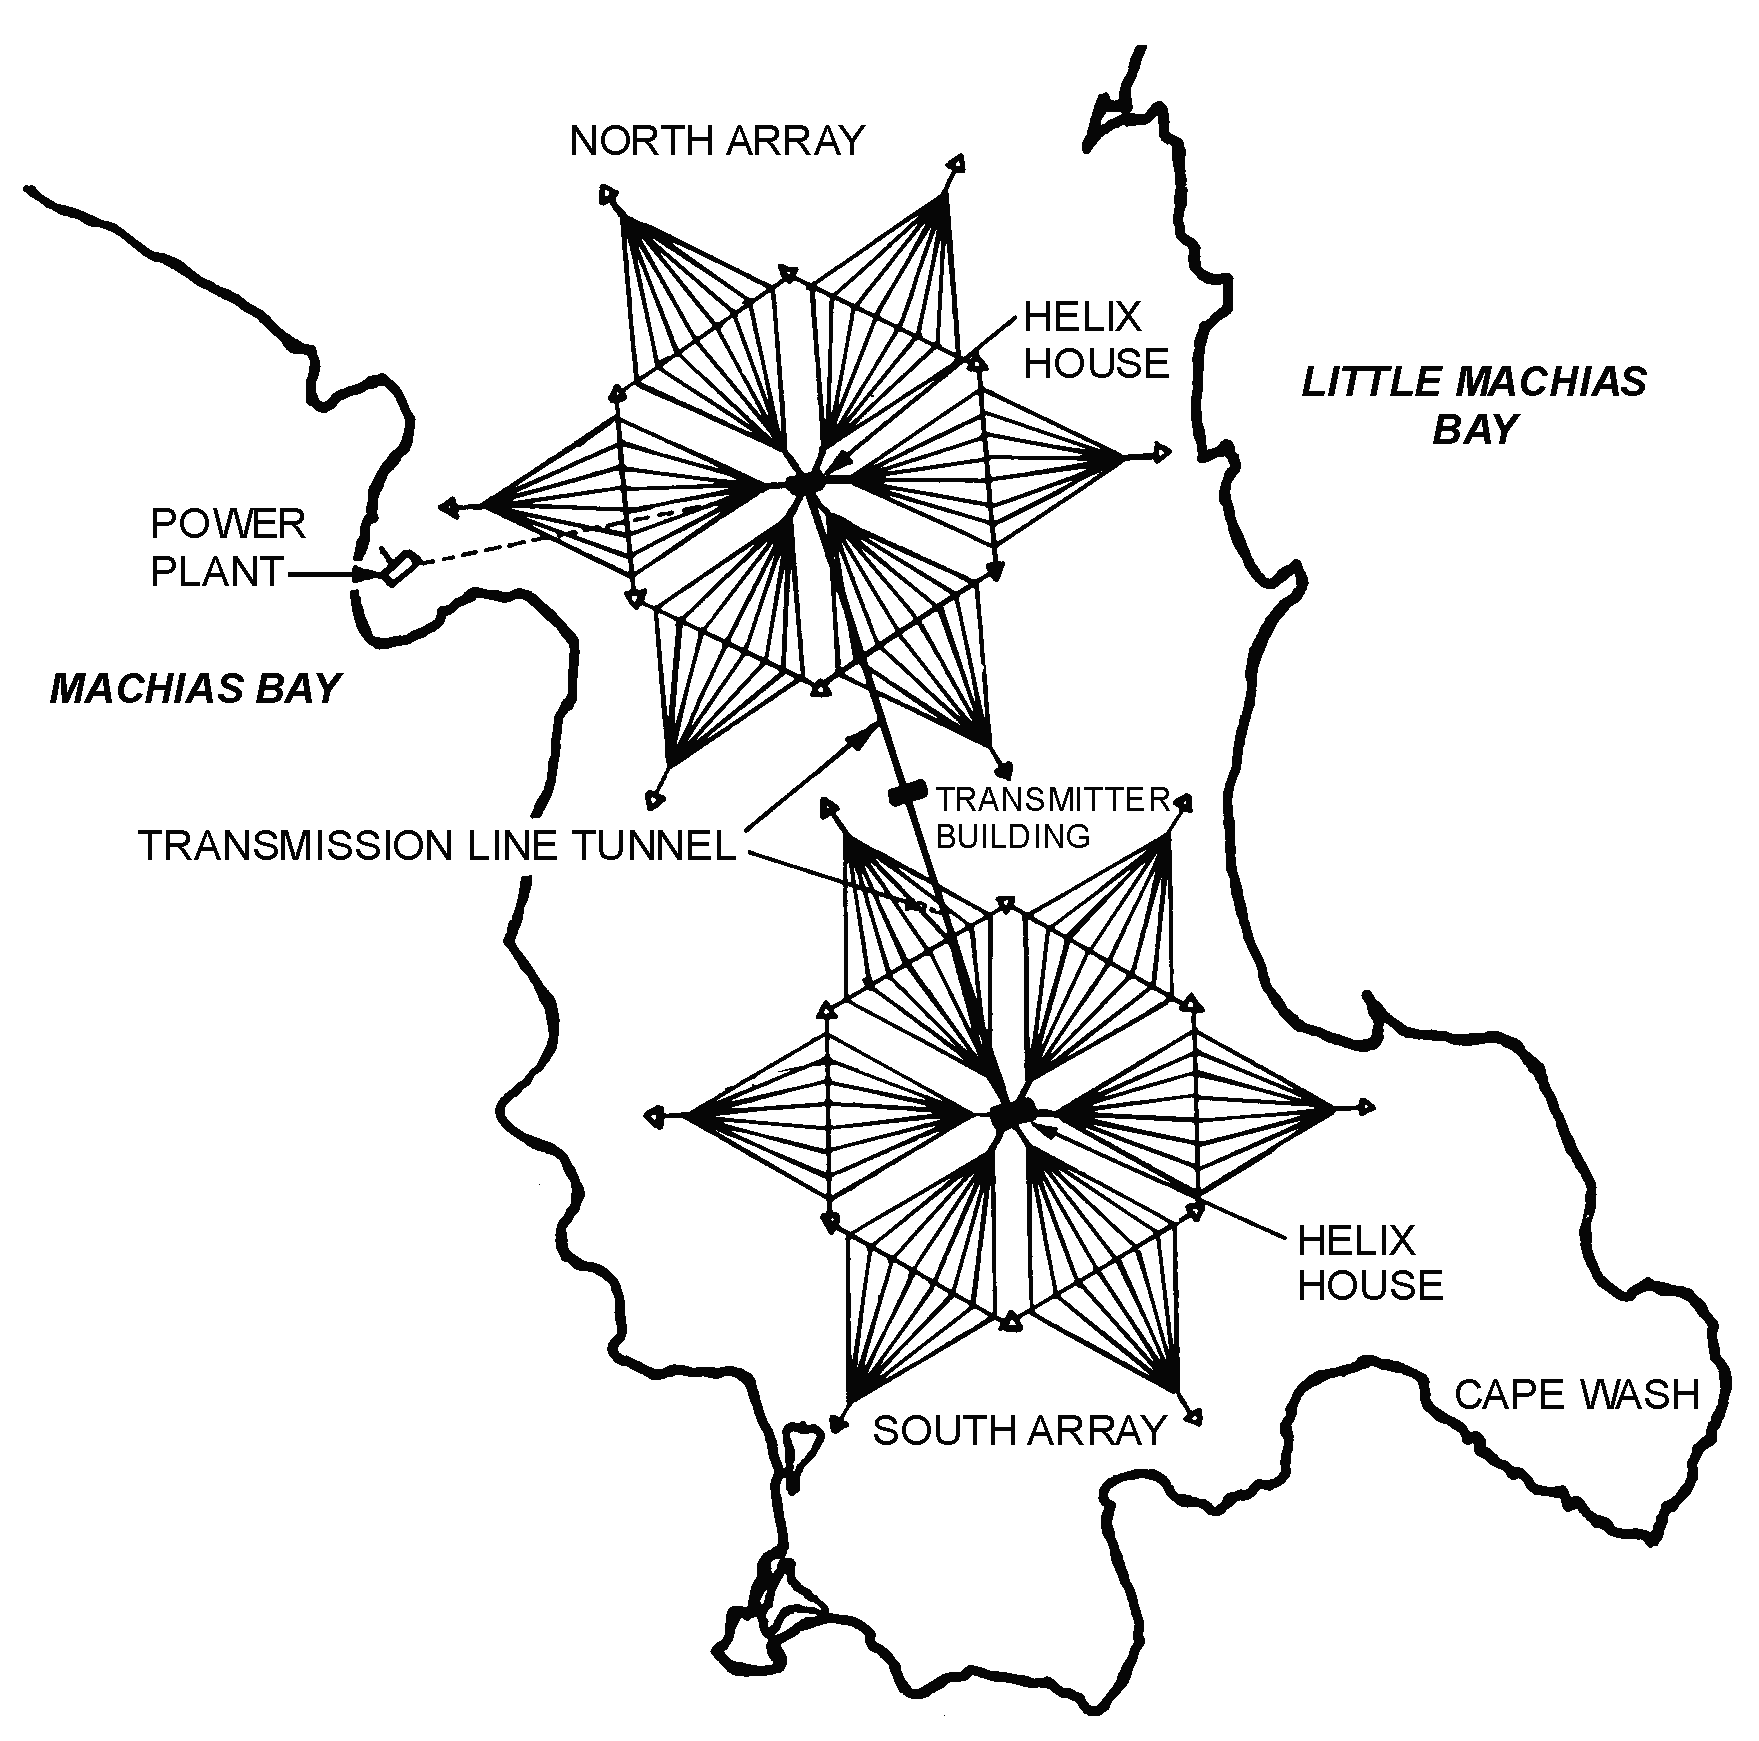 NORTH ARRAY
HELIX
HOUSE
LITTLE MACHIAS
BAY
POWER
PLANT
MACHIAS BAY
TRANSMITTER
BUILDING
TRANSMISSION LINE TUNNEL
HELIX
HOUSE
CAPE WASH
SOUTH ARRAY